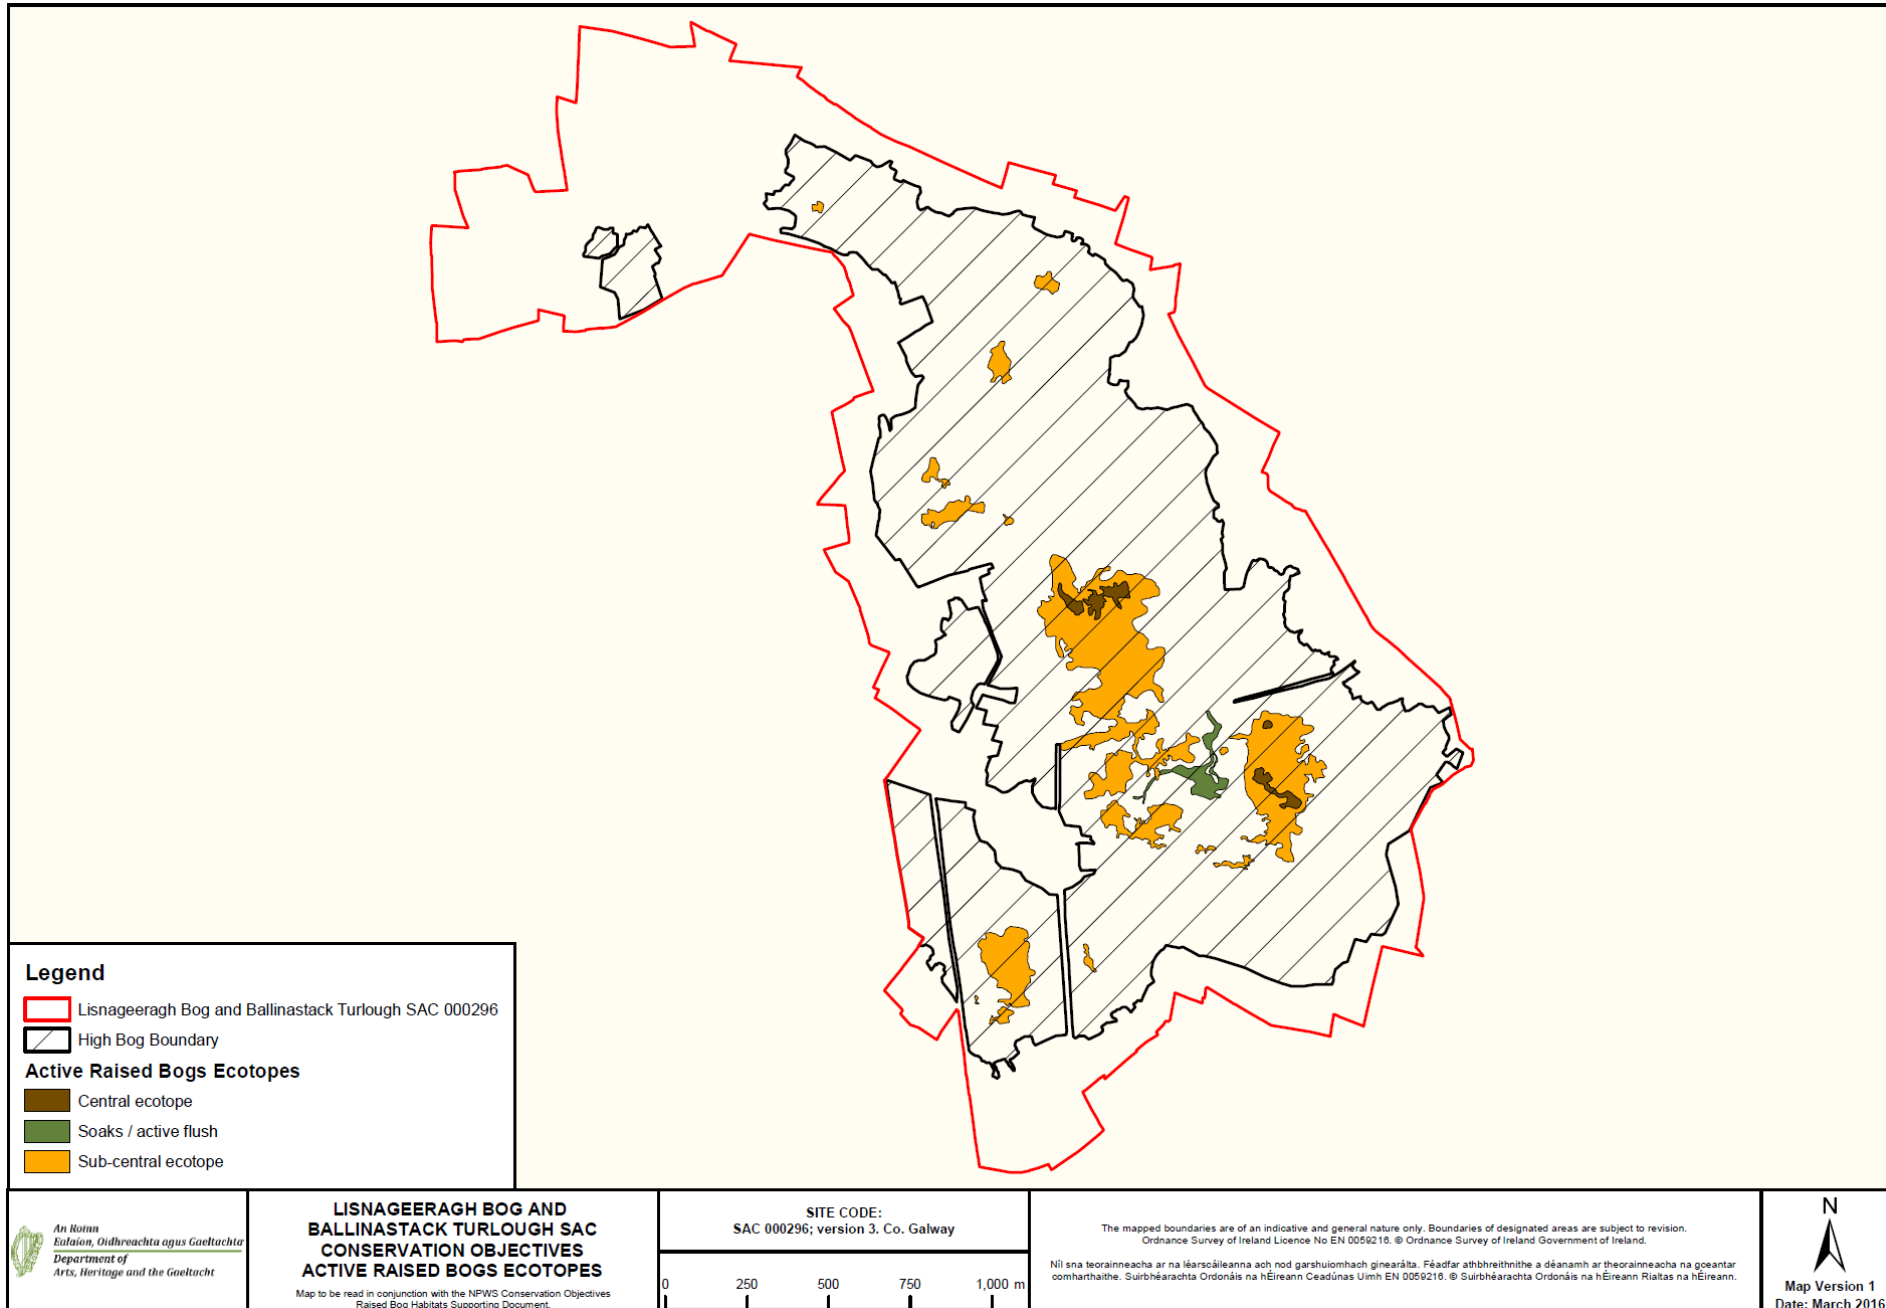 Legend
Lisnageeragh Bog and Ballinastack Turlough SAC 000296
High Bog Boundary
Active Raised Bogs Ecotopes
Central ecotope
Soaks / active flush
Sub-central ecotope
An Roinn
Ealaíon, Oidhreachta agus Gaeltachta
Department of
Arts, Heritage and the Gaeltacht
LISNAGEERAGH BOG AND
BALLINASTACK TURLOUGH SAC
CONSERVATION OBJECTIVES
ACTIVE RAISED BOGS ECOTOPES
Map to be read in conjunction with the NPWS Conservation Objectives
Raised Bog Habitats Supporting Document.
SITE CODE:
SAC 000296; version 3. Co. Galway
0 250 500 750 1,000 m
The mapped boundaries are of an indicative and general nature only. Boundaries of designated areas are subject to revision.
Ordnance Survey of Ireland Licence No EN 0059216. © Ordnance Survey of Ireland Government of Ireland.
Níl sna teorainneacha ar na léarscáileanna ach nod garshuiomhach ginearálta. Féadfar athbhreithnithe a déanamh ar theorainneacha na gceantar
comharthaithe. Suirbhéarachta Ordonáis na hÉireann Ceadúnas Uimh EN 0059216. © Suirbhéarachta Ordonáis na hÉireann Rialtas na hÉireann.
N
Map Version 1
Date: March 2016